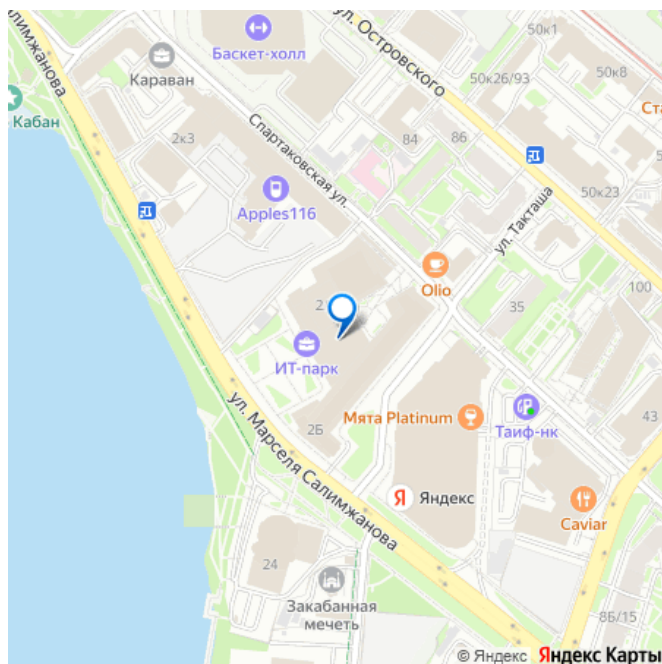 Салимжанова
Баскет-холл
ул. Островского
50к1
Караван
50к26/93
50к8
Кабан
Ста
2к3
Спартаковская ул.
84
86
50к23
Apples116
ул. Такташа
Olio
100
2
35
ИТ-парк
Мята Platinum
Таиф-нк
43
2Б
ул. Марселя Салимжанова
Я Яндекс
Caviar
24
Закабанная
мечеть
8Б/15
© Яндекс Яндекс Карты